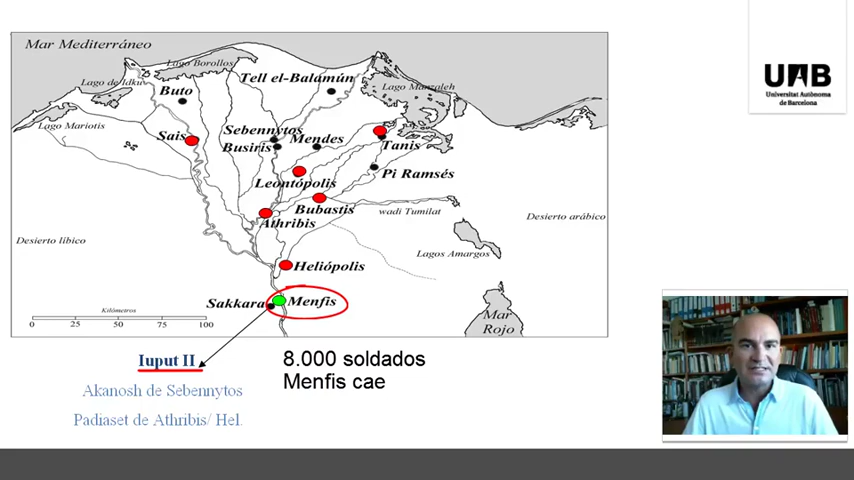 Mar Mediterráneo
Lago Borollos
Lago de Idku
Tell el-Balamún
Lago Manzaleh
Buto
Lago Mariotis
Sais
Sebennytos
Busiris
Mendes
Tanis
Pi Ramsés
Leontópolis
Bubastis
wadi Tumilat
Athribis
Desierto arábico
Desierto líbico
Lagos Amargos
Heliópolis
Sakkara
Menfis
Mar
Rojo
Kilómetros
0 25 50 75 100
Iuput II
Akanosh de Sebennytos
Padiaset de Athribis/ Hel.
8.000 soldados
Menfis cae
UAB
Universitat Autònoma
de Barcelona